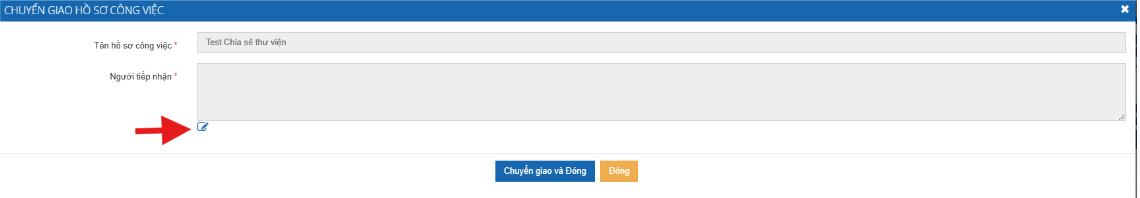 CHUYỂN GIAO HỒ SƠ CÔNG VIỆC
Tên hồ sơ công việc *
Test Chia sẻ thư viện
Người tiếp nhận *
Chuyển giao và Đóng
Đóng